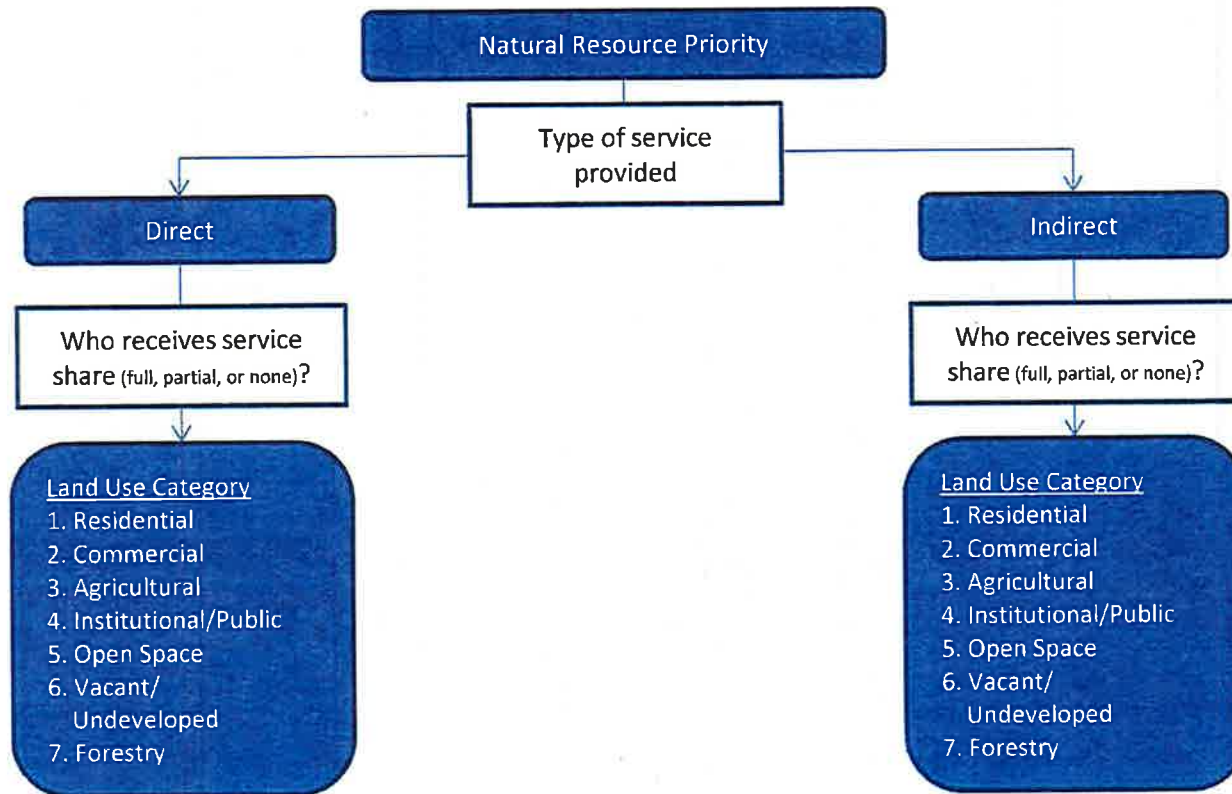 Natural Resource Priority
Type of service
provided
Direct
Indirect
Who receives service
share (full, partial, or none)?
Who receives service
share (full, partial, or none)?
Land Use Category
1. Residential
2. Commercial
3. Agricultural
4. Institutional/Public
5. Open Space
6. Vacant/
Undeveloped
7. Forestry
Land Use Category
1. Residential
2. Commercial
3. Agricultural
4. Institutional/Public
5. Open Space
6. Vacant/
Undeveloped
7. Forestry